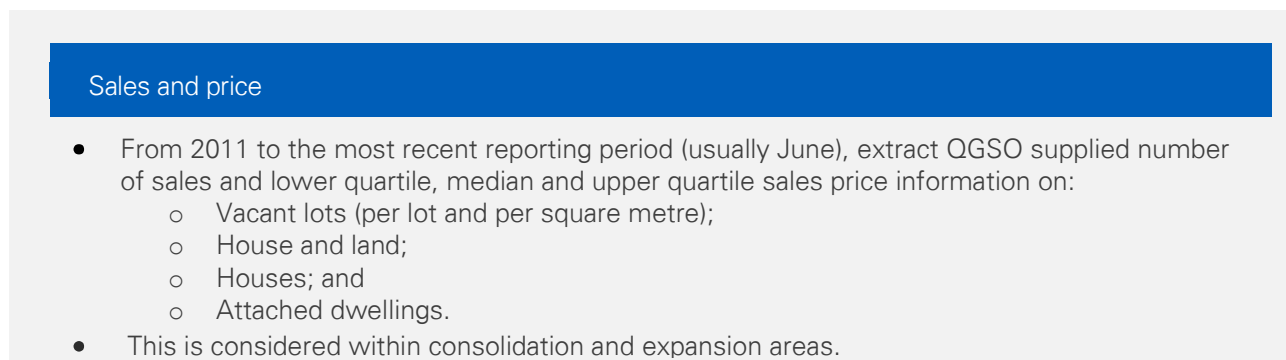 Sales and price
● From 2011 to the most recent reporting period (usually June), extract QGSO supplied number
of sales and lower quartile, median and upper quartile sales price information on:
o Vacant lots (per lot and per square metre);
o House and land;
o Houses; and
o Attached dwellings.
● This is considered within consolidation and expansion areas.